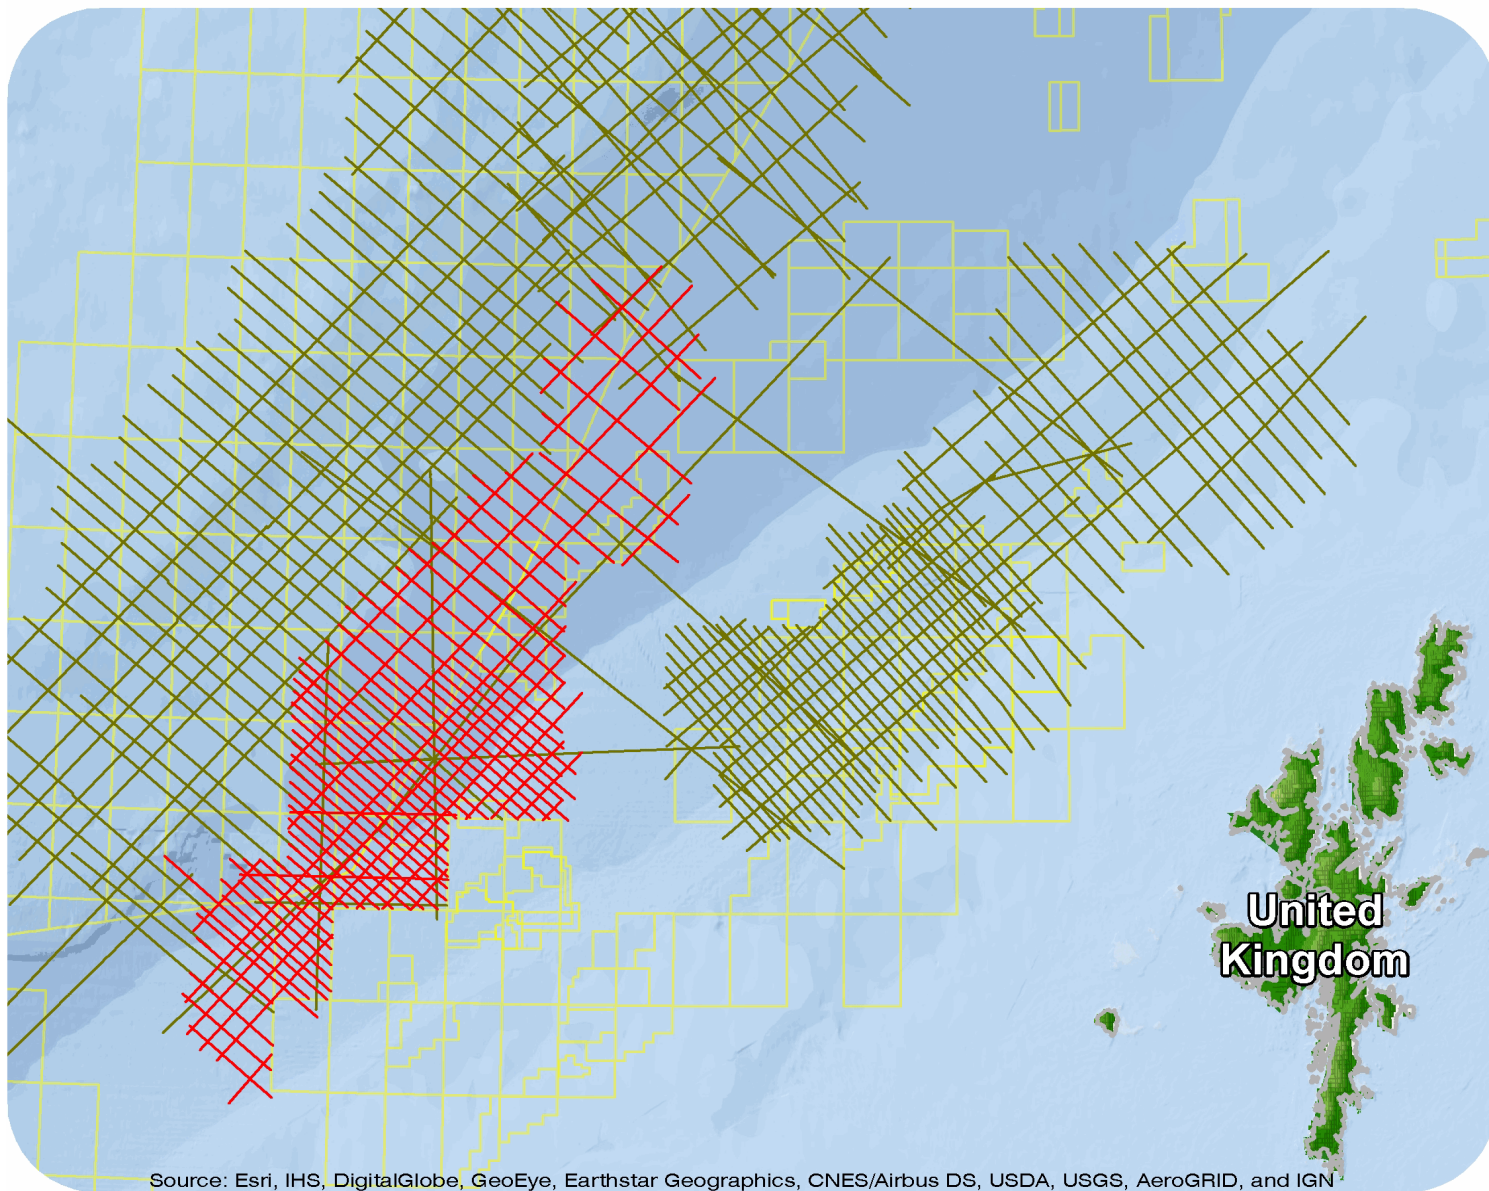 United
Kingdom
Source: Esri, IHS, DigitalGlobe, GeoEye, Earthstar Geographics, CNES/Airbus DS, USDA, USGS, AeroGRID, and IGN